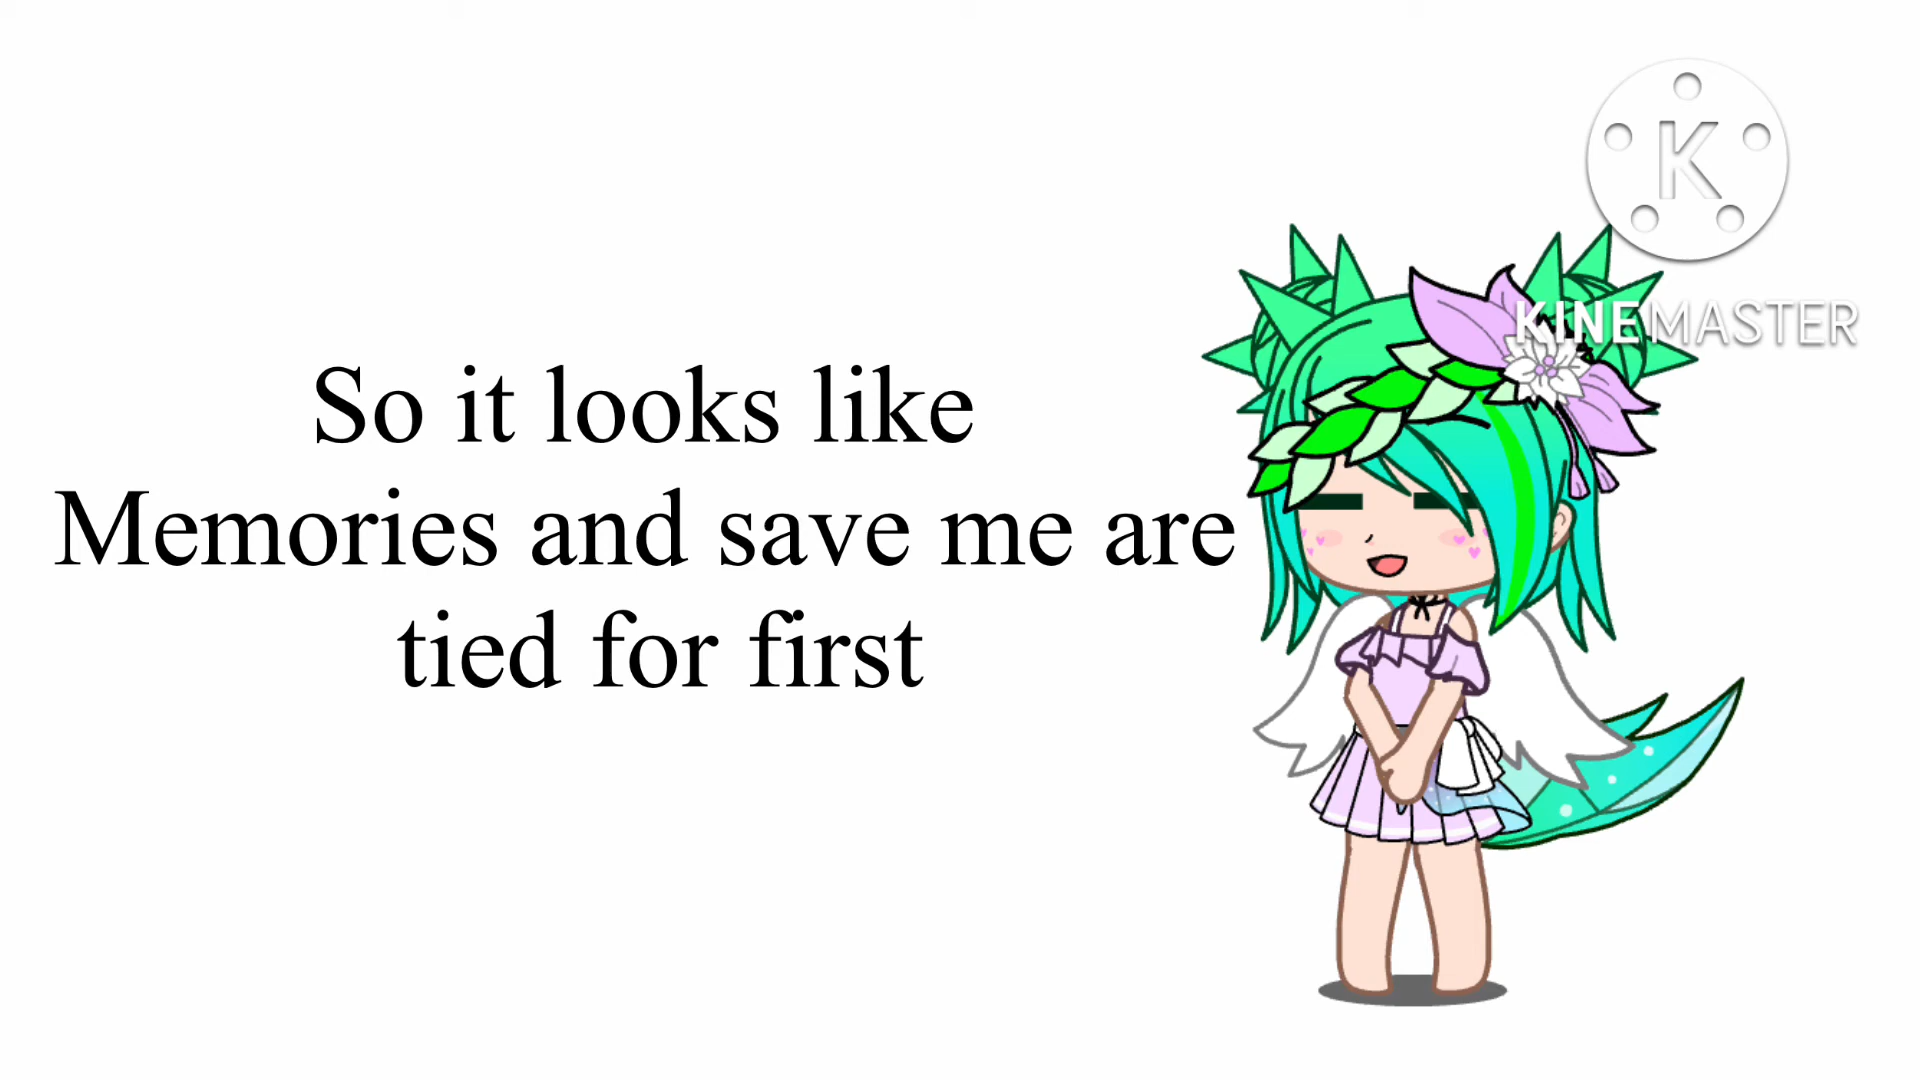 K
KINEMASTER
So it looks like
Memories and save me are
tied for first